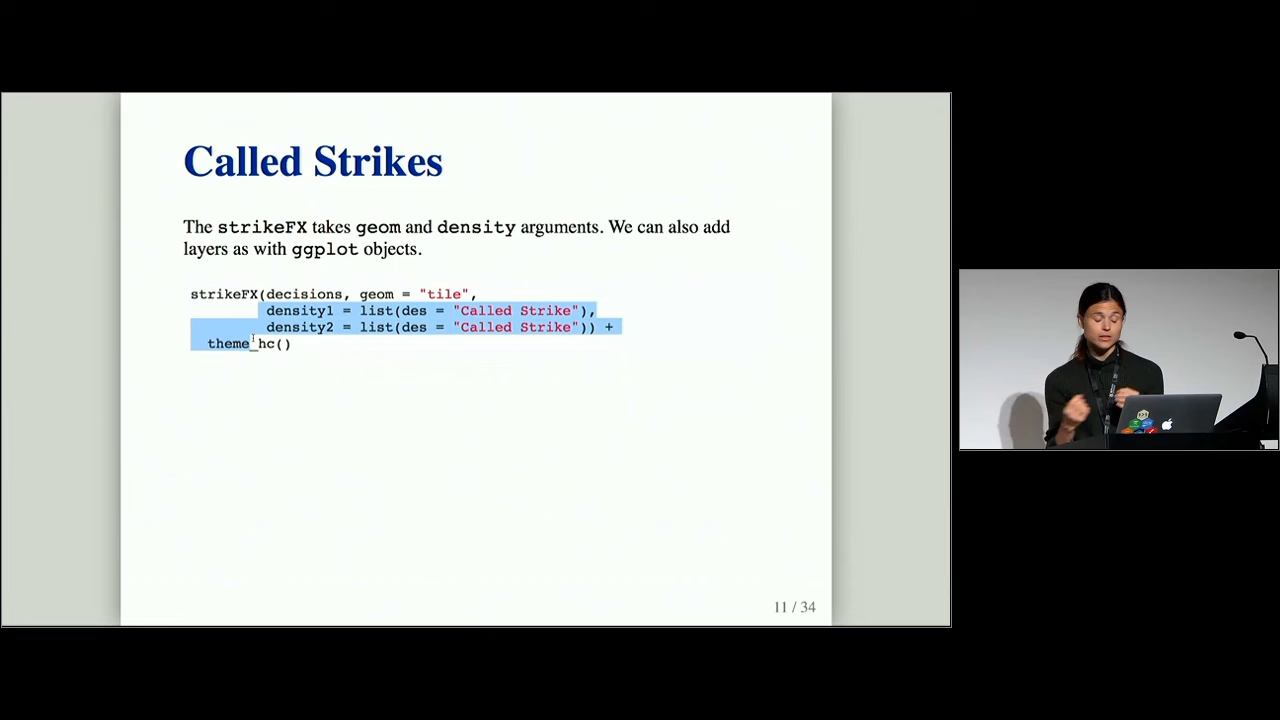 Called Strikes
The strikeFX takes geom and density arguments. We can also add
layers as with ggplot objects.
strikeFX(decisions, geom = "tile",
density1 = list(des = "Called Strike"),
density2 = list(des = "Called Strike")) +
theme_hc()
11 / 34